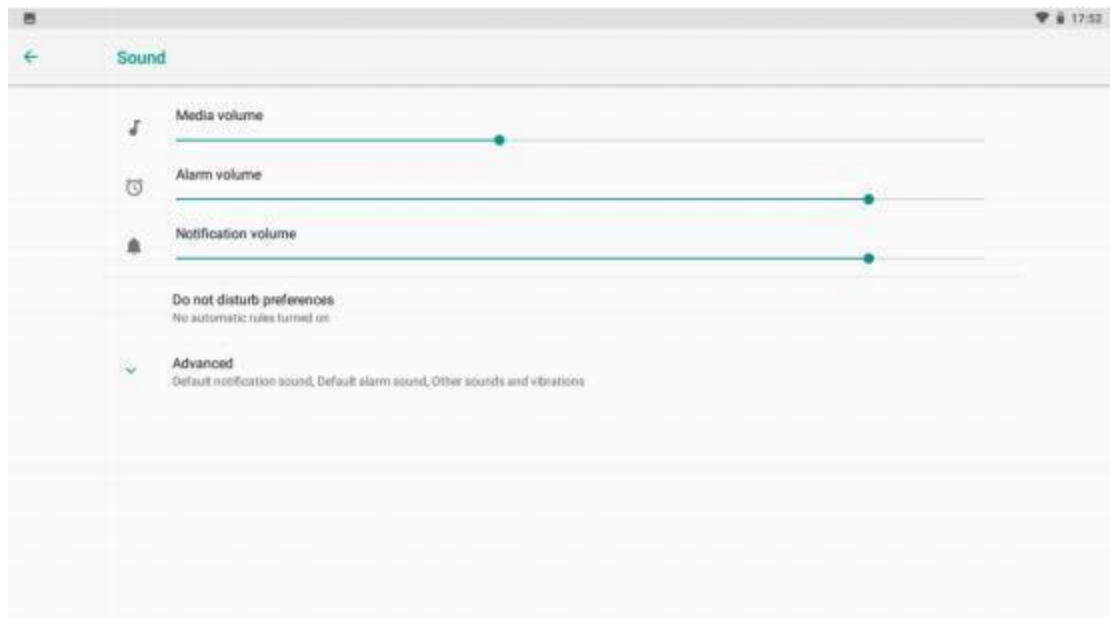 17:52
Sound
Media volume
Alarm volume
Notification volume
Do not disturb preferences
No automatic rules turned on
Advanced
Default notification sound, Default alarm sound, Other sounds and vibrations